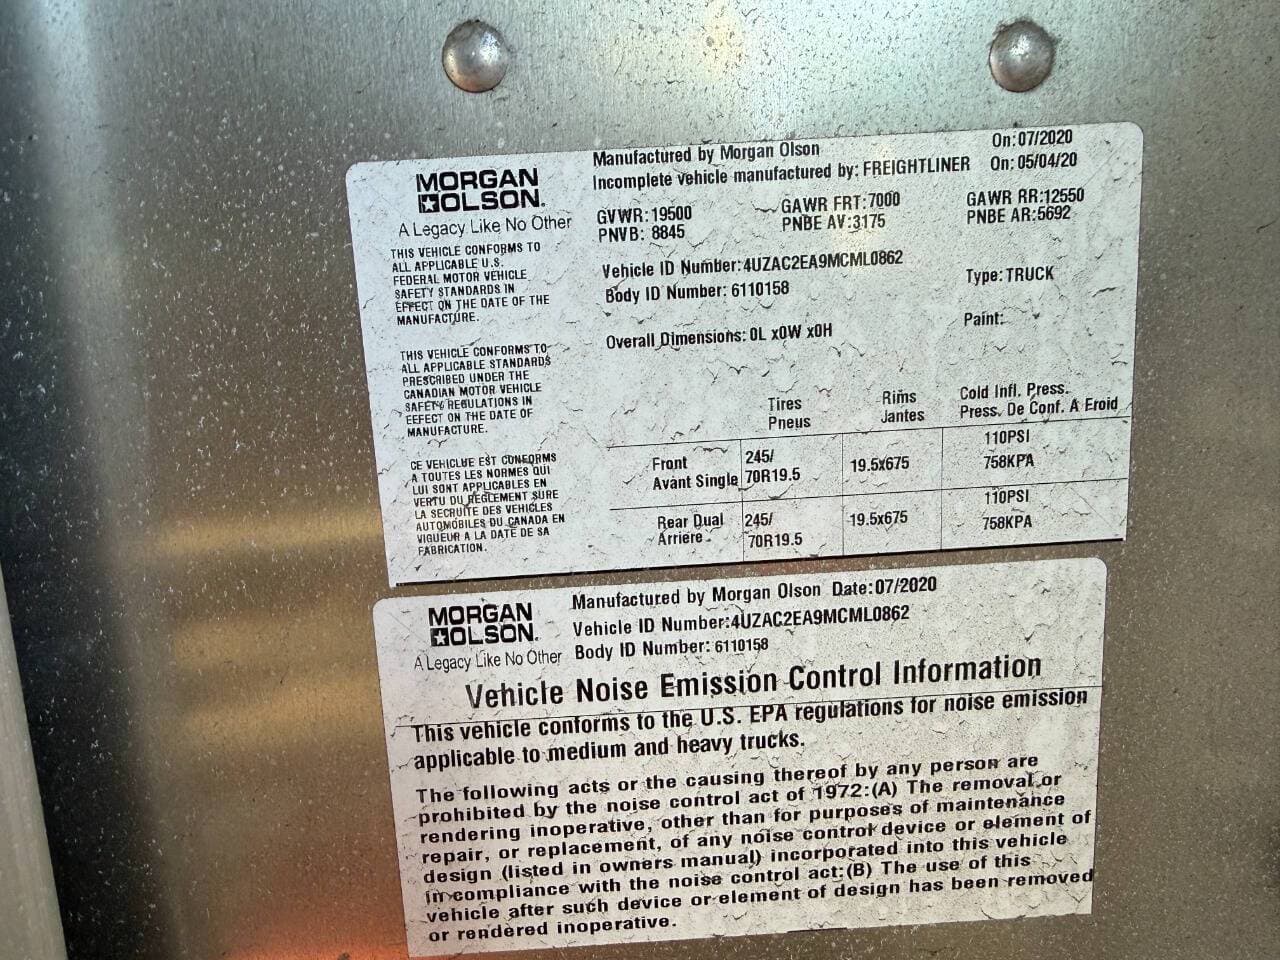 MORGAN
OLSON.
A Legacy Like No Other
THIS VEHICLE CONFORMS TO
ALL APPLICABLE U.S.
FEDERAL MOTOR VEHICLE
SAFETY STANDARDS IN
EFFECT ON THE DATE OF THE
MANUFACTURE.
THIS VEHICLE CONFORMS TO
ALL APPLICABLE STANDARDS
PRESCRIBED UNDER THE
CANADIAN MOTOR VEHICLE
SAFETY REGULATIONS IN
EFFECT ON THE DATE OF
MANUFACTURE.
CE VEHICLUE EST CONFORMS
A TOUTES LES NORMES QUI
LUI SONT APPLICABLES EN
VERTU DU REGLEMENT SURE
LA SECRUITE DES VEHICLES
AUTOMOBILES DU CANADA EN
VIGUEUR A LA DATE DE SA
FABRICATION.
Manufactured by Morgan Olson On:07/2020
Incomplete vehicle manufactured by: FREIGHTLINER On: 05/04/20
GVWR: 19500 GAWR FRT:7000 GAWR RR:12550
PNVB: 8845 PNBE AV:3175 PNBE AR:5692
Vehicle ID Number:4UZAC2EA9MCML0862
Body ID Number: 6110158 Type: TRUCK
Overall Dimensions: 0L x0W x0H Paint:
Tires Rims Cold Infl. Press.
Pneus Jantes Press. De Conf. A Eroid
Front 245/ 19.5x675 110PSI
Avant Single 70R19.5 758KPA
Rear Dual 245/ 19.5x675 110PSI
Arriere 70R19.5 758KPA
MORGAN
OLSON.
A Legacy Like No Other
Manufactured by Morgan Olson Date:07/2020
Vehicle ID Number:4UZAC2EA9MCML0862
Body ID Number: 6110158
Vehicle Noise Emission Control Information
This vehicle conforms to the U.S. EPA regulations for noise emission
applicable to medium and heavy trucks.
The following acts or the causing thereof by any person are
prohibited by the noise control act of 1972:(A) The removal or
rendering inoperative, other than for purposes of maintenance
repair, or replacement, of any noise control device or element of
design (listed in owners manual) incorporated into this vehicle
in compliance with the noise control act:(B) The use of this
vehicle after such device or element of design has been removed
or rendered inoperative.